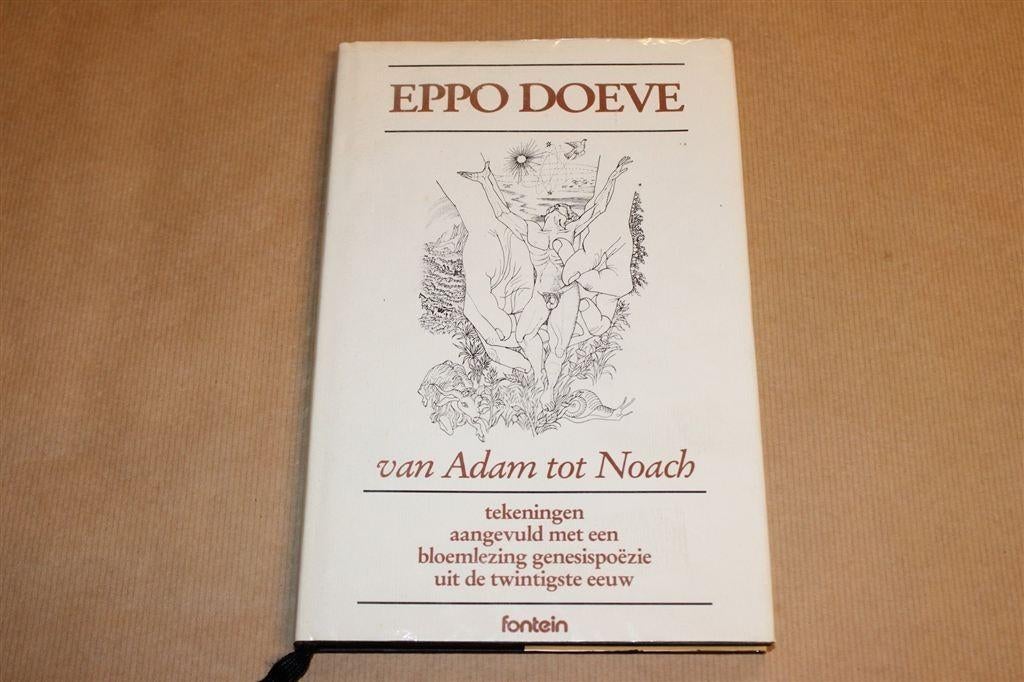 EPPO DOEVE
van Adam tot Noach
tekeningen
aangevuld met een
bloemlezing genesispoëzie
uit de twintigste eeuw
fontein